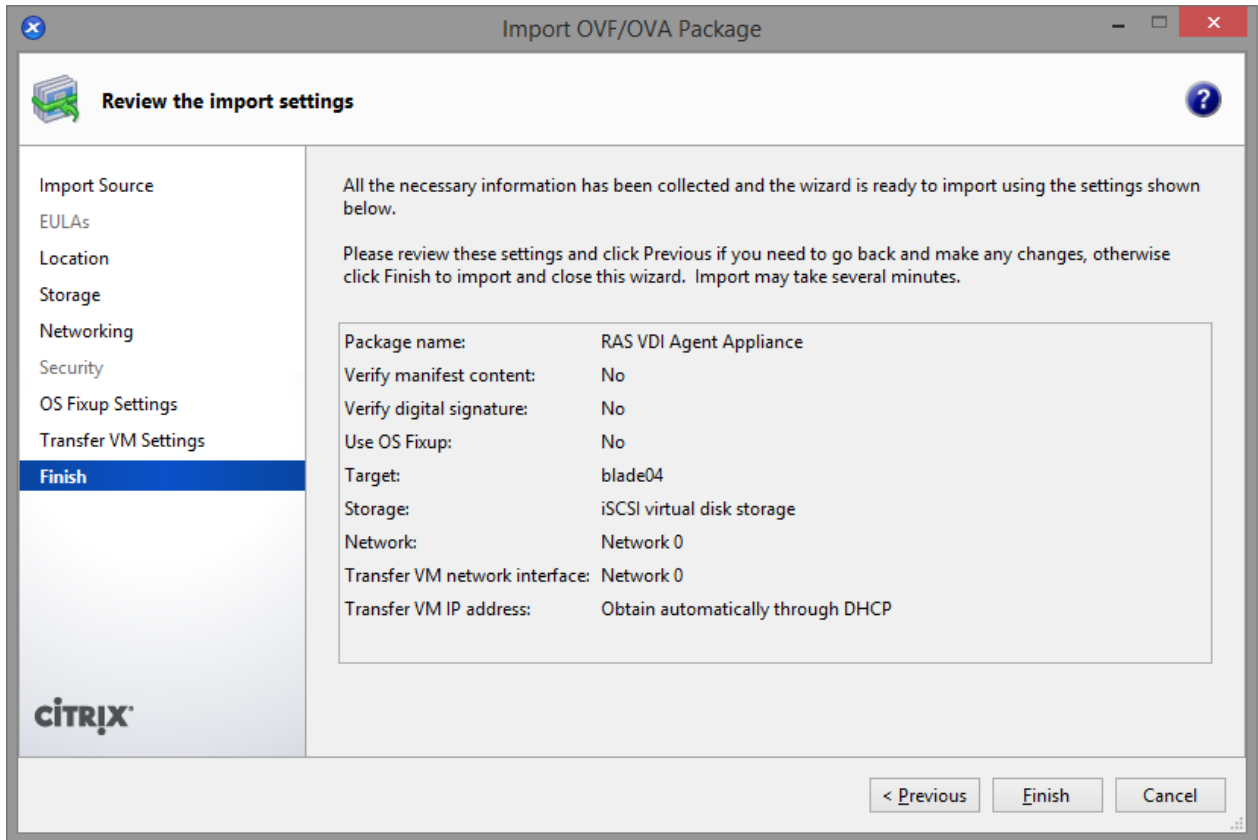 Import OVF/OVA Package
Review the import settings
?
Import Source
EULAs
Location
Storage
Networking
Security
OS Fixup Settings
Transfer VM Settings
Finish
All the necessary information has been collected and the wizard is ready to import using the settings shown
below.
Please review these settings and click Previous if you need to go back and make any changes, otherwise
click Finish to import and close this wizard. Import may take several minutes.
Package name: RAS VDI Agent Appliance
Verify manifest content: No
Verify digital signature: No
Use OS Fixup: No
Target: blade04
Storage: iSCSI virtual disk storage
Network: Network 0
Transfer VM network interface: Network 0
Transfer VM IP address: Obtain automatically through DHCP
CİTRIX
< Previous Finish Cancel